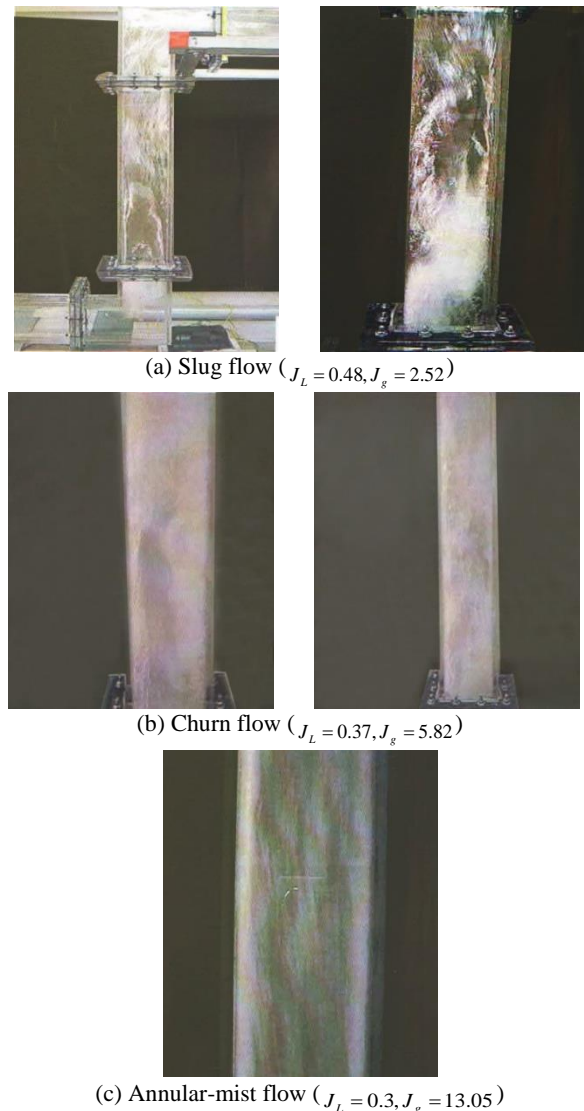 (a) Slug flow ( J_L = 0.48, J_g = 2.52 )
(b) Churn flow ( J_L = 0.37, J_g = 5.82 )
(c) Annular-mist flow ( J_L = 0.3, J_g = 13.05 )